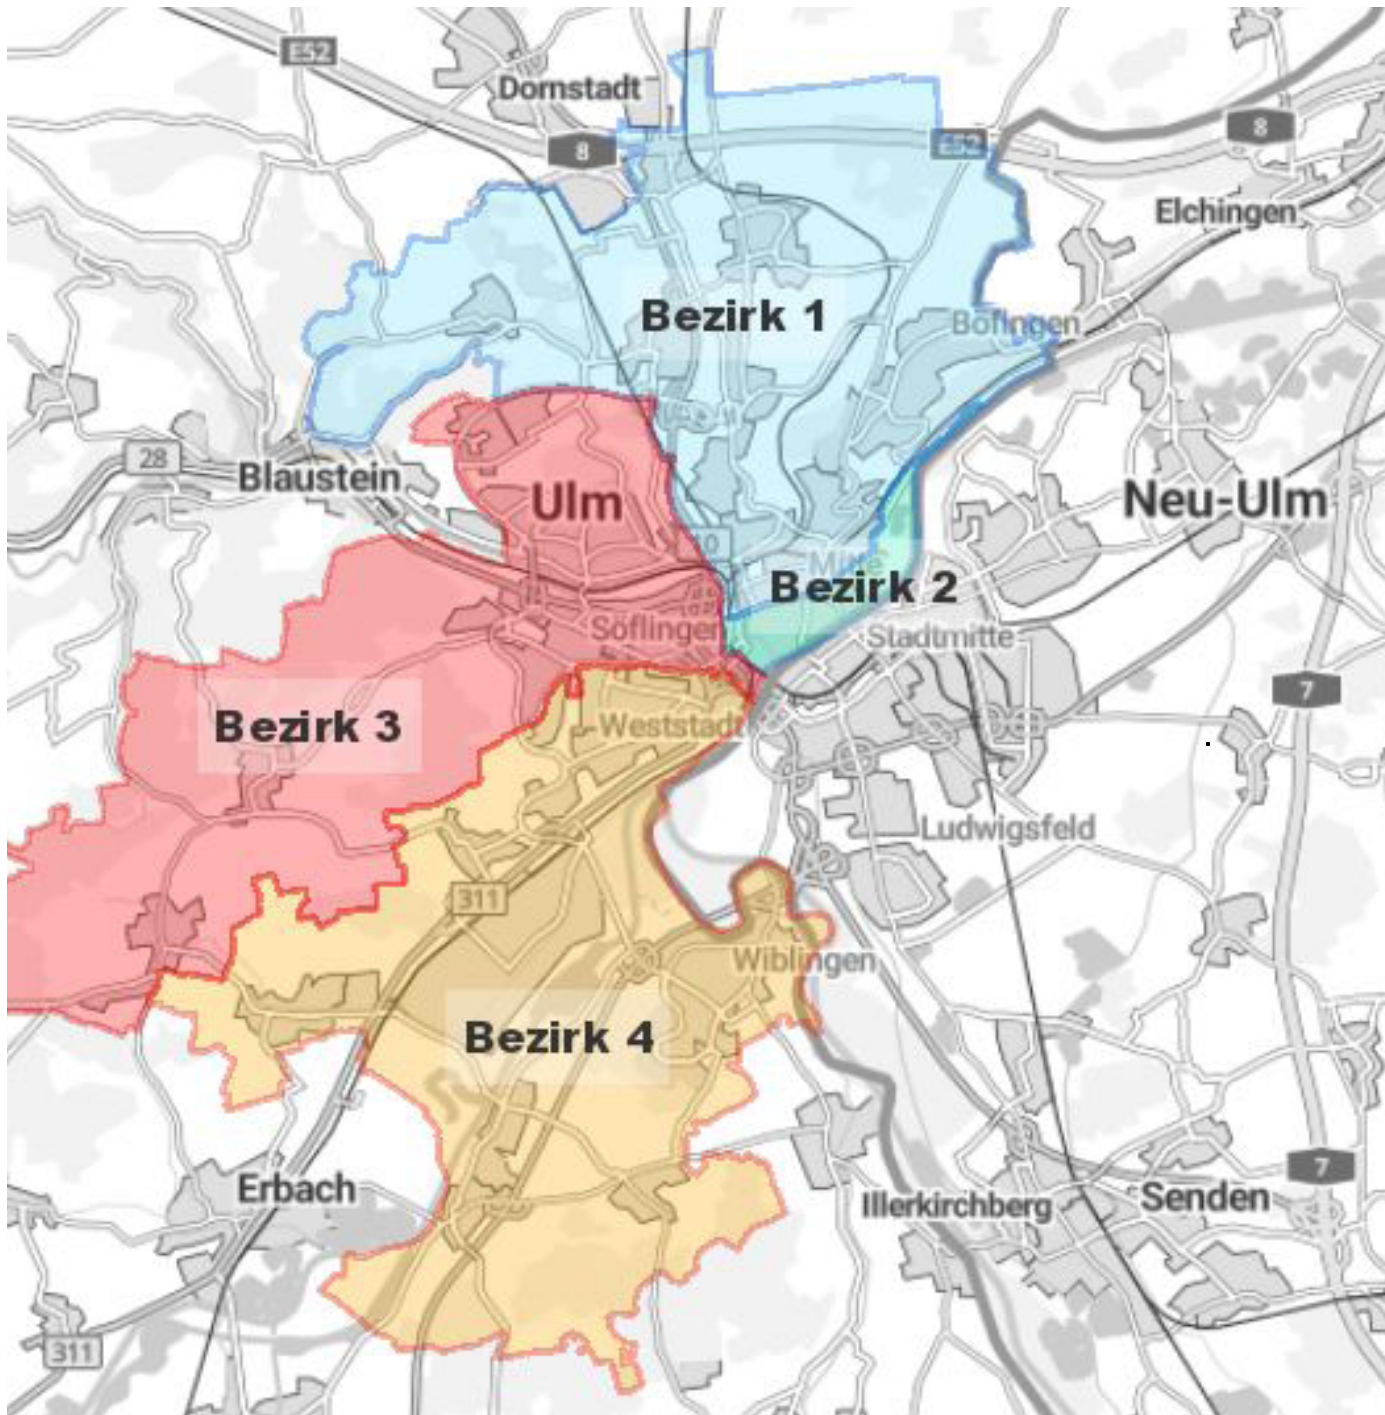 E52
Dornstadt
8
E52
8
Elchingen
Bezirk 1
Böfingen
28
Blaustein
Ulm
Neu-Ulm
10
Mitte
Bezirk 2
Söflingen
Stadtmitte
7
Bezirk 3
Weststadt
Ludwigsfeld
311
Wiblingen
Bezirk 4
7
Erbach
Illerkirchberg
Senden
311